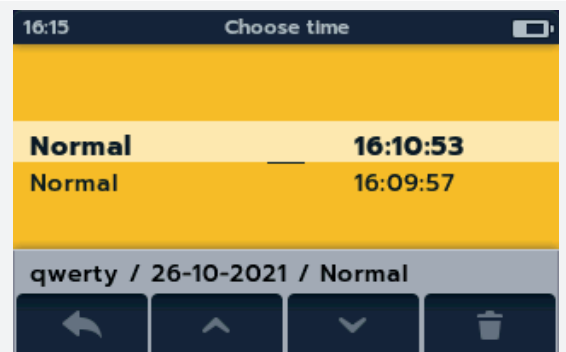 16:15 Choose time
Normal 16:10:53
Normal 16:09:57
qwerty / 26-10-2021 / Normal